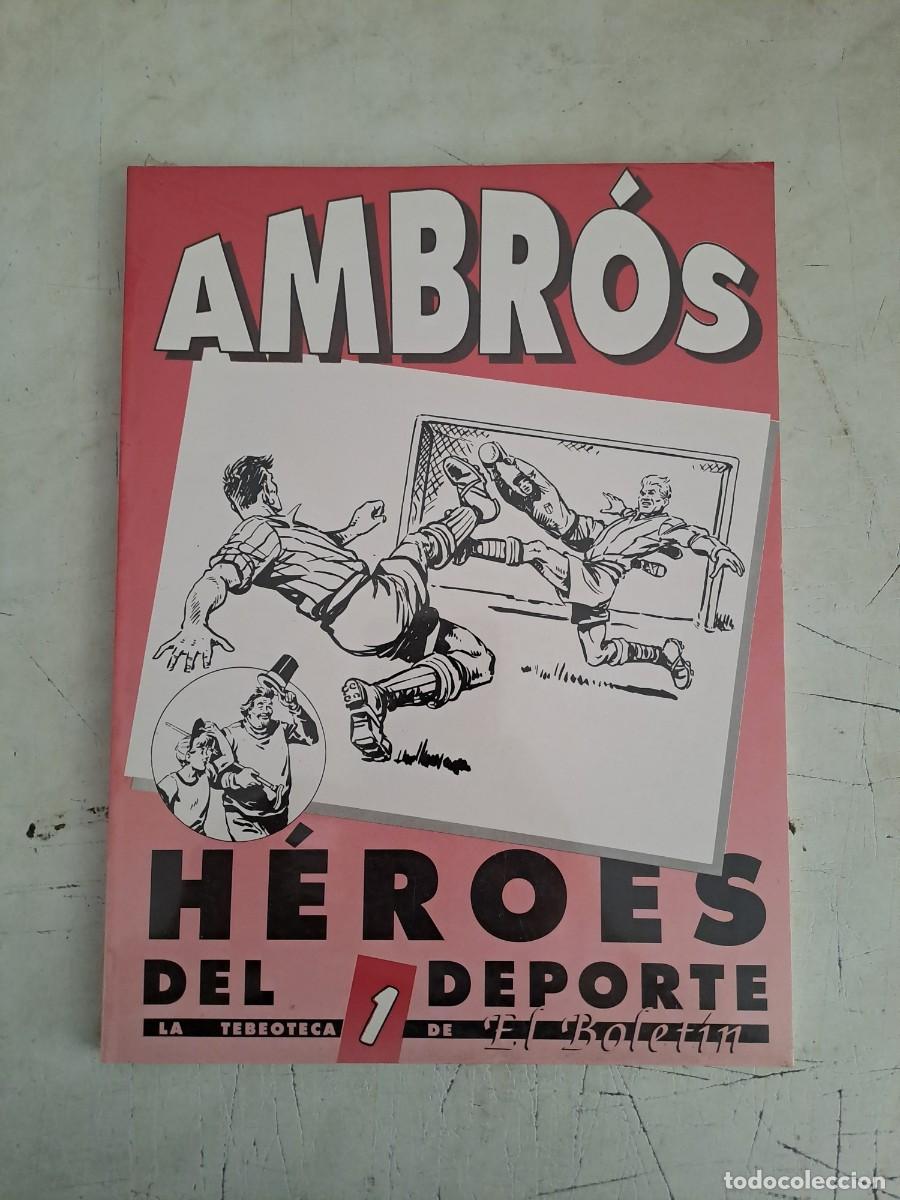 AMBRÓS
HÉROES
DEL 1 DEPORTE
LA TEBEOTECA DE El Boletín
todocoleccion